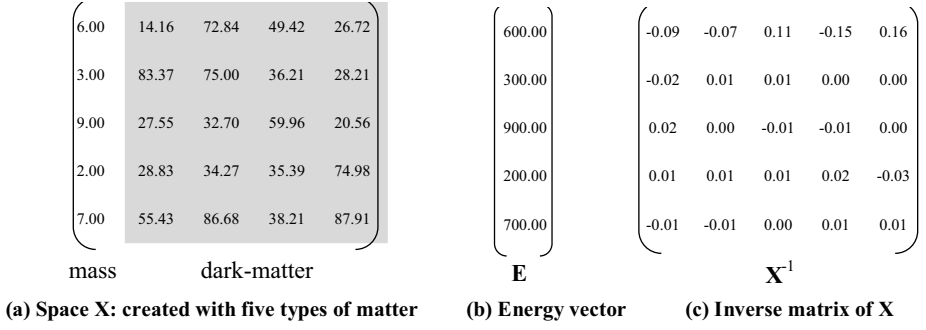 6.00 14.16 72.84 49.42 26.72
3.00 83.37 75.00 36.21 28.21
9.00 27.55 32.70 59.96 20.56
2.00 28.83 34.27 35.39 74.98
7.00 55.43 86.68 38.21 87.91
mass dark-matter
(a) Space X: created with five types of matter
600.00
300.00
900.00
200.00
700.00
E
(b) Energy vector
-0.09 -0.07 0.11 -0.15 0.16
-0.02 0.01 0.01 0.00 0.00
0.02 0.00 -0.01 -0.01 0.00
0.01 0.01 0.01 0.02 -0.03
-0.01 -0.01 0.00 0.01 0.01
X⁻¹
(c) Inverse matrix of X